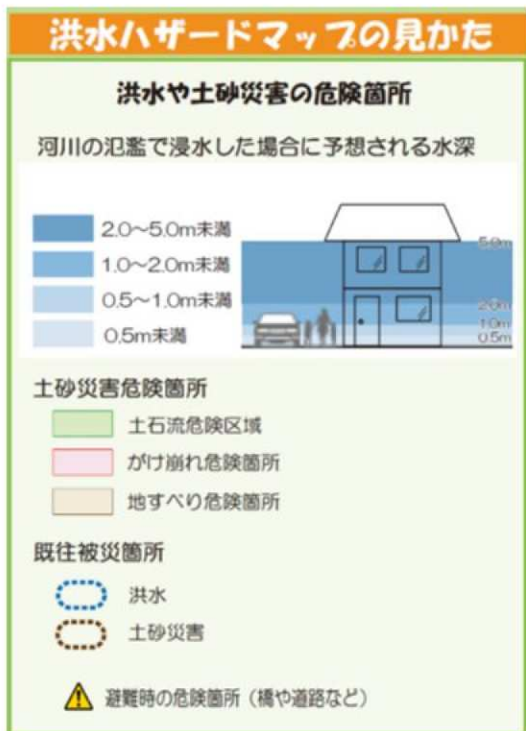 洪水ハザードマップの見かた
洪水や土砂災害の危険箇所
河川の氾濫で浸水した場合に予想される水深
2.0～5.0m未満
1.0～2.0m未満
0.5～1.0m未満
0.5m未満
5.0m
2.0m
1.0m
0.5m
土砂災害危険箇所
土石流危険区域
がけ崩れ危険箇所
地すべり危険箇所
既往被災箇所
洪水
土砂災害
避難時の危険箇所（橋や道路など）